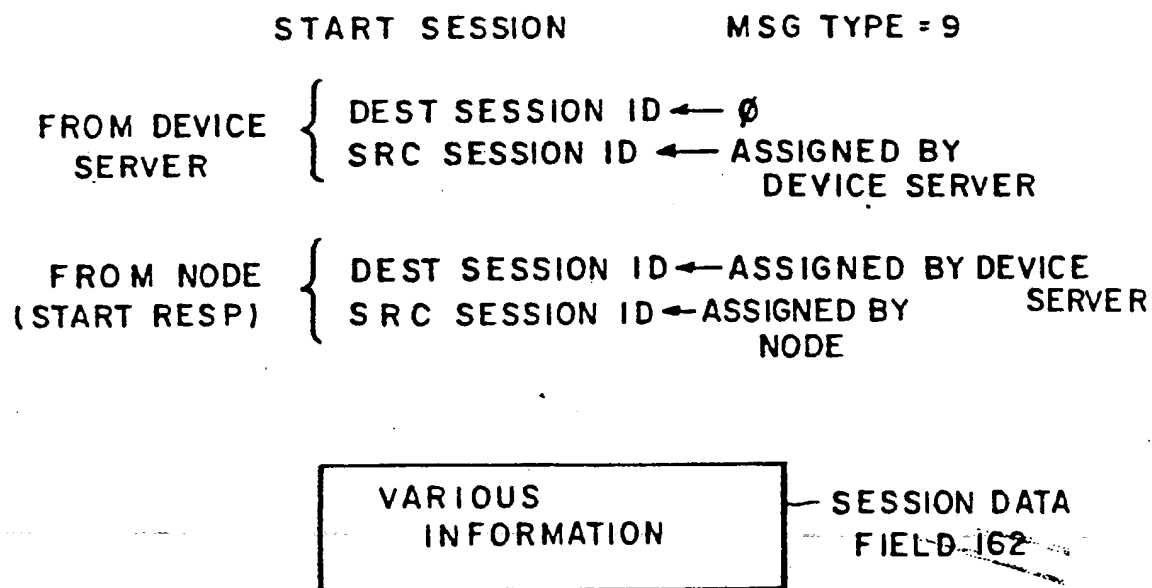 START SESSION MSG TYPE = 9
FROM DEVICE SERVER
DEST SESSION ID ← ∅
SRC SESSION ID ← ASSIGNED BY DEVICE SERVER
FROM NODE (START RESP)
DEST SESSION ID ← ASSIGNED BY DEVICE SERVER
SRC SESSION ID ← ASSIGNED BY NODE
VARIOUS
INFORMATION
SESSION DATA
FIELD 162